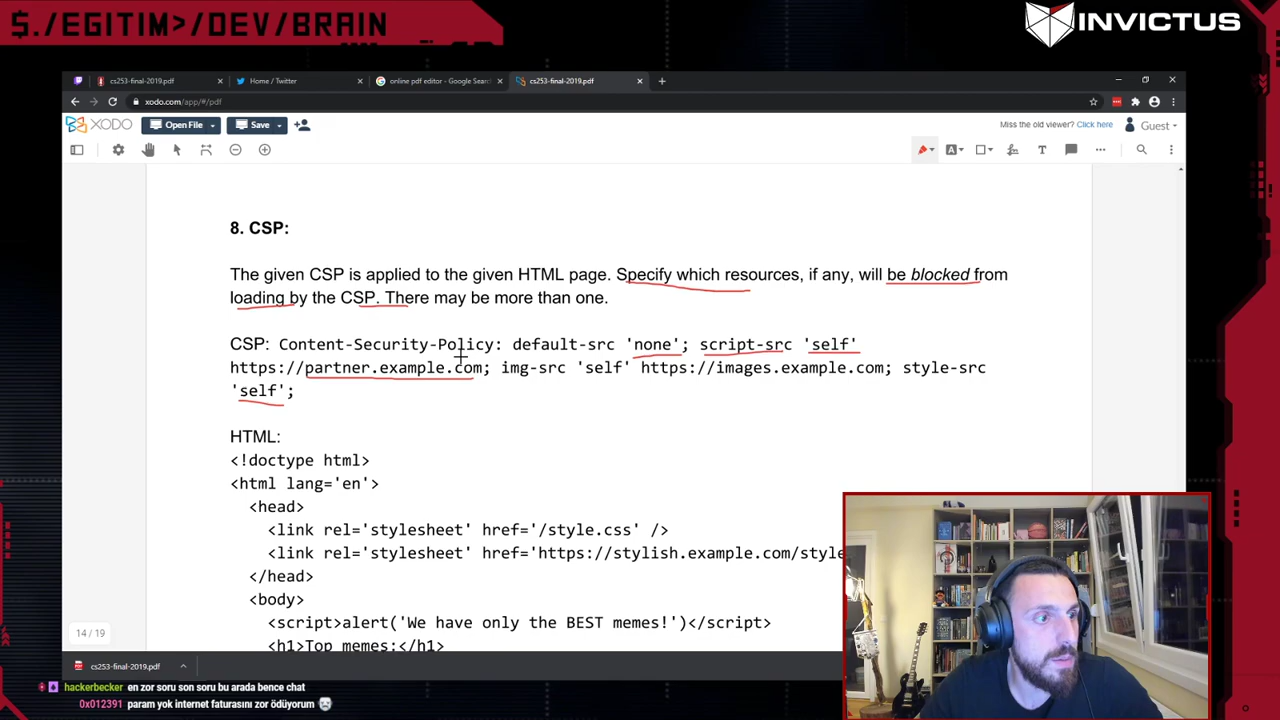 $./EGITIM>/DEV/BRAIN
INVICTUS
cs253-final-2019.pdf
Home / Twitter
online pdf editor - Google Sear
cs253-final-2019.pdf
xodo.com/app/#/pdf
XODO
Open File
Save
Miss the old viewer? Click here
Guest
8. CSP:
The given CSP is applied to the given HTML page. Specify which resources, if any, will be blocked from
loading by the CSP. There may be more than one.
CSP: Content-Security-Policy: default-src 'none'; script-src 'self'
https://partner.example.com; img-src 'self' https://images.example.com; style-src
'self';
HTML:
<!doctype html>
<html lang='en'>
<head>
<link rel='stylesheet' href='/style.css' />
<link rel='stylesheet' href='https://stylish.example.com/style
</head>
<body>
<script>alert('We have only the BEST memes!')</script>
<h1>Top memes:</h1>
14 / 19
cs253-final-2019.pdf
hackerbecker en zor soru son soru bu arada bence chat
0x012391 param yok internet faturasını zor ödüyorum